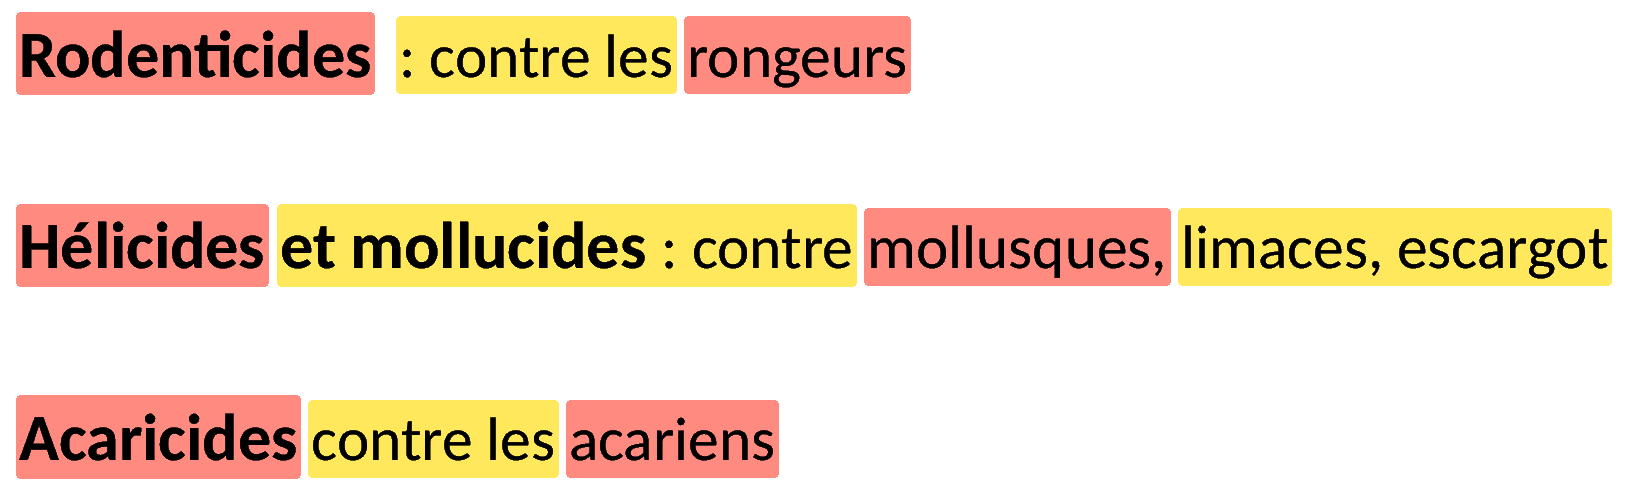 Rodenticides : contre les rongeurs
Hélicides et mollucides : contre mollusques, limaces, escargot
Acaricides contre les acariens